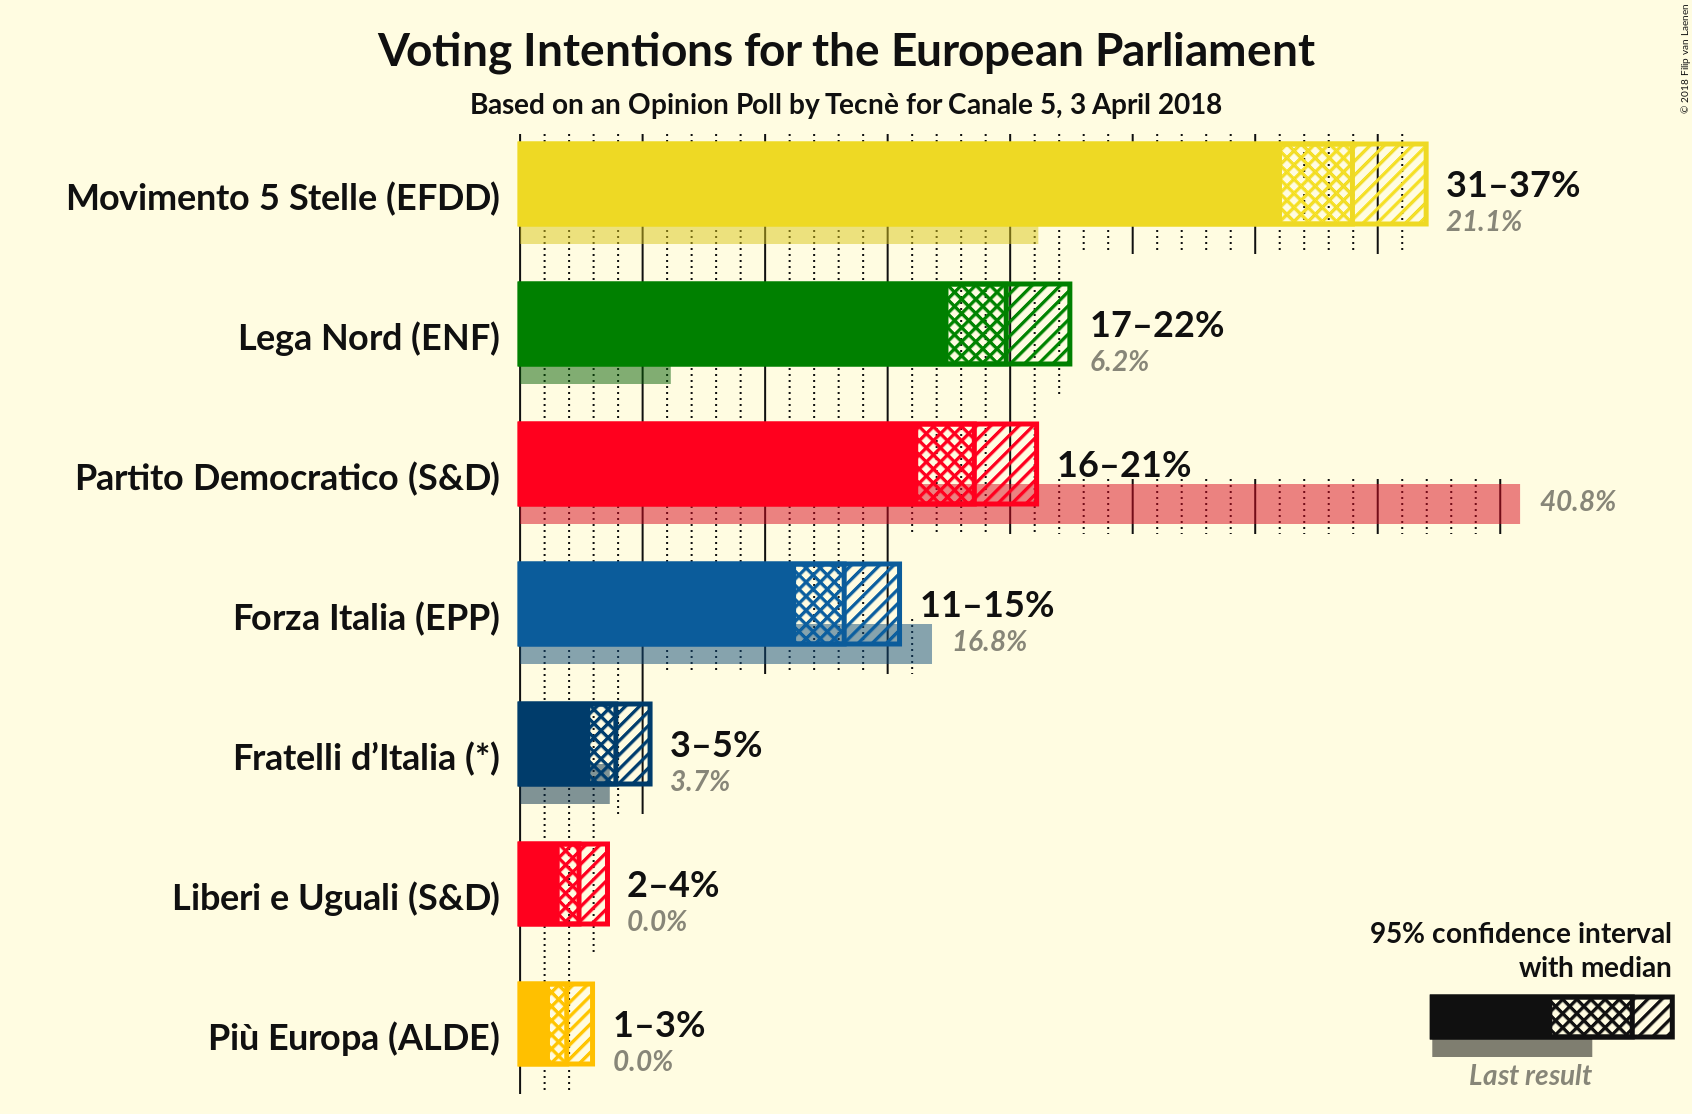 Voting Intentions for the European Parliament
Based on an Opinion Poll by Tecnè for Canale 5, 3 April 2018
© 2018 Filip van Laenen
Movimento 5 Stelle (EFDD)
31–37%
21.1%
Lega Nord (ENF)
17–22%
6.2%
Partito Democratico (S&D)
16–21%
40.8%
Forza Italia (EPP)
11–15%
16.8%
Fratelli d’Italia (*)
3–5%
3.7%
Liberi e Uguali (S&D)
2–4%
0.0%
Più Europa (ALDE)
1–3%
0.0%
95% confidence interval
with median
Last result